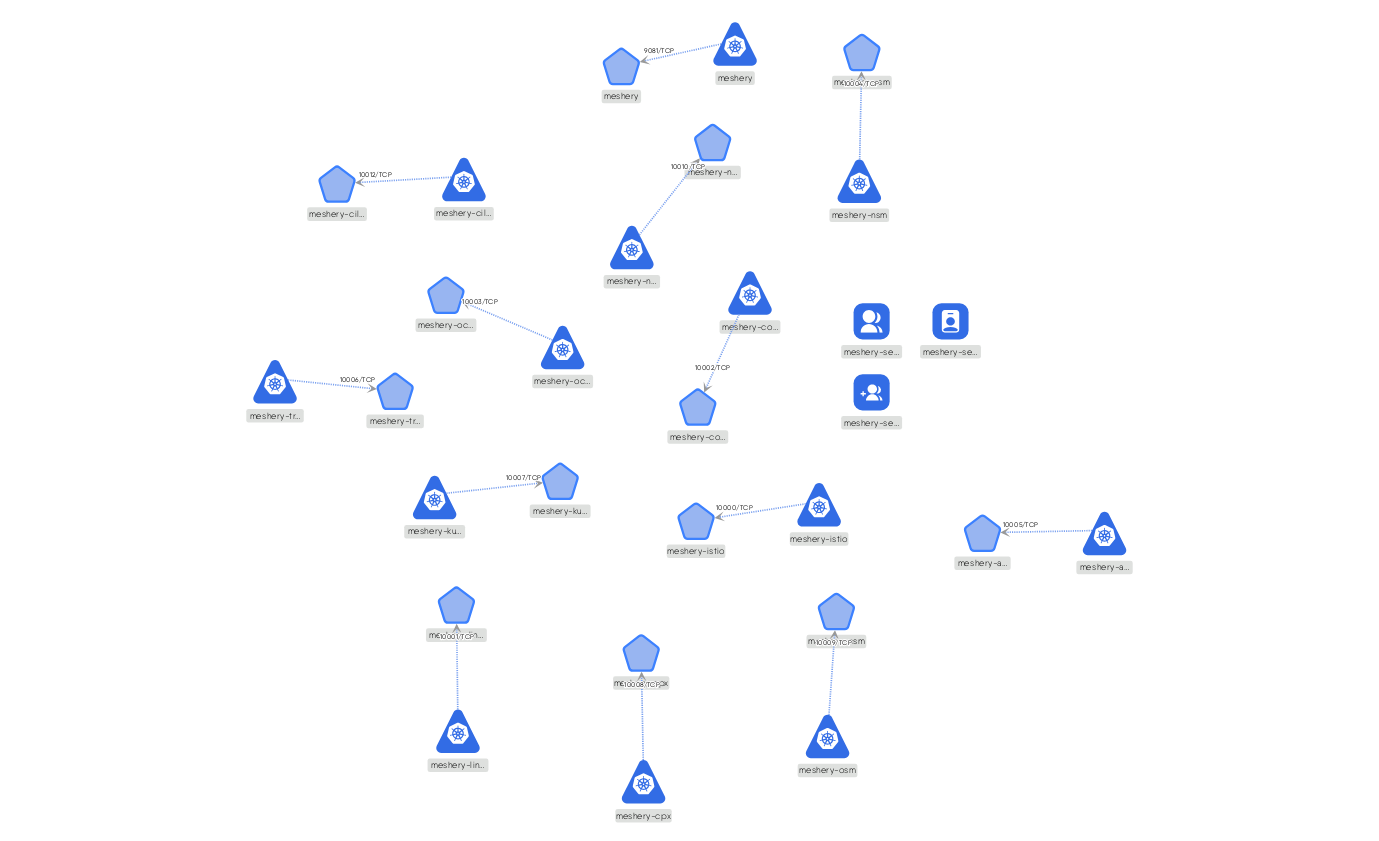 9081/TCP
meshery
meshery
10004/TCP
10012/TCP
10010/TCP
meshery-n...
meshery-cil...
meshery-cil...
meshery-nsm
meshery-n...
10003/TCP
meshery-oc...
meshery-co...
meshery-se...
meshery-se...
10002/TCP
10006/TCP
meshery-oc...
meshery-tr...
meshery-tr...
meshery-co...
meshery-se...
10007/TCP
meshery-ku...
meshery-ku...
10000/TCP
meshery-istio
meshery-istio
10005/TCP
meshery-a...
meshery-a...
10001/TCP
10009/TCP
10008/TCP
meshery-lin...
meshery-osm
meshery-cpx